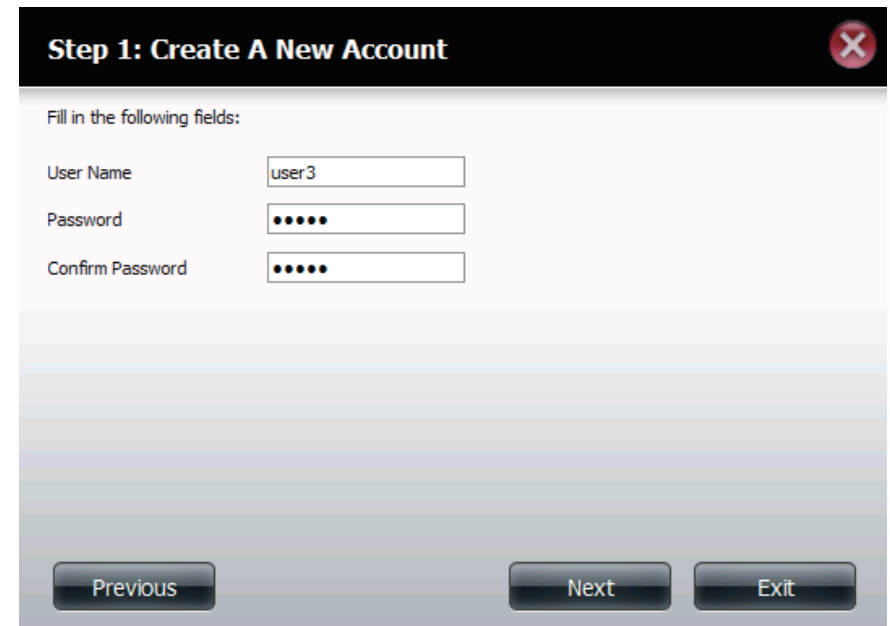 Step 1: Create A New Account
Fill in the following fields:
User Name user3
Password •••••
Confirm Password •••••
Previous Next Exit